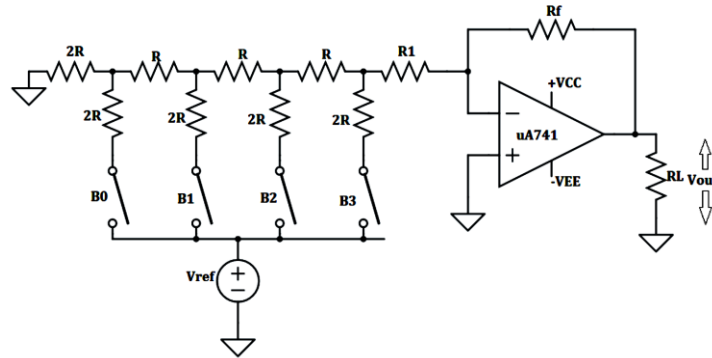 Rf
2R R R R R1
+VCC
2R 2R 2R 2R
−
uA741
+
B0 B1 B2 B3
-VEE
RL Vou
Vref
+
−